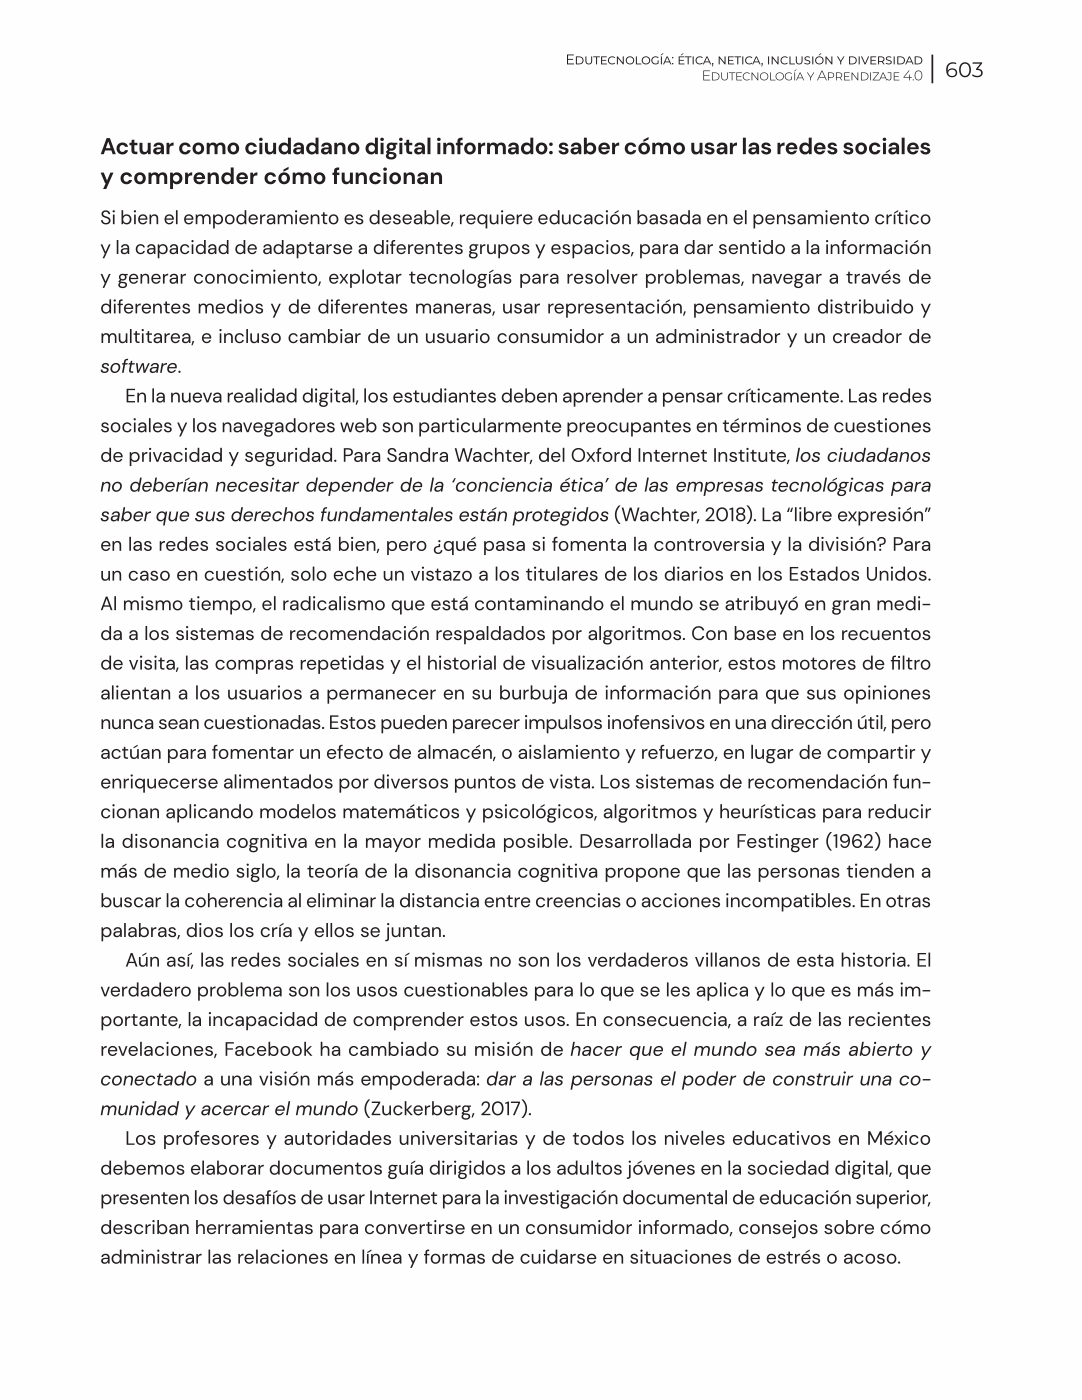 Edutecnología: ética, netica, inclusión y diversidad
Edutecnología y Aprendizaje 4.0
603
Actuar como ciudadano digital informado: saber cómo usar las redes sociales
y comprender cómo funcionan
Si bien el empoderamiento es deseable, requiere educación basada en el pensamiento crítico
y la capacidad de adaptarse a diferentes grupos y espacios, para dar sentido a la información
y generar conocimiento, explotar tecnologías para resolver problemas, navegar a través de
diferentes medios y de diferentes maneras, usar representación, pensamiento distribuido y
multitarea, e incluso cambiar de un usuario consumidor a un administrador y un creador de
software.
En la nueva realidad digital, los estudiantes deben aprender a pensar críticamente. Las redes
sociales y los navegadores web son particularmente preocupantes en términos de cuestiones
de privacidad y seguridad. Para Sandra Wachter, del Oxford Internet Institute, los ciudadanos
no deberían necesitar depender de la ‘conciencia ética’ de las empresas tecnológicas para
saber que sus derechos fundamentales están protegidos (Wachter, 2018). La “libre expresión”
en las redes sociales está bien, pero ¿qué pasa si fomenta la controversia y la división? Para
un caso en cuestión, solo eche un vistazo a los titulares de los diarios en los Estados Unidos.
Al mismo tiempo, el radicalismo que está contaminando el mundo se atribuyó en gran medi-
da a los sistemas de recomendación respaldados por algoritmos. Con base en los recuentos
de visita, las compras repetidas y el historial de visualización anterior, estos motores de filtro
alientan a los usuarios a permanecer en su burbuja de información para que sus opiniones
nunca sean cuestionadas. Estos pueden parecer impulsos inofensivos en una dirección útil, pero
actúan para fomentar un efecto de almacén, o aislamiento y refuerzo, en lugar de compartir y
enriquecerse alimentados por diversos puntos de vista. Los sistemas de recomendación fun-
cionan aplicando modelos matemáticos y psicológicos, algoritmos y heurísticas para reducir
la disonancia cognitiva en la mayor medida posible. Desarrollada por Festinger (1962) hace
más de medio siglo, la teoría de la disonancia cognitiva propone que las personas tienden a
buscar la coherencia al eliminar la distancia entre creencias o acciones incompatibles. En otras
palabras, dios los cría y ellos se juntan.
Aún así, las redes sociales en sí mismas no son los verdaderos villanos de esta historia. El
verdadero problema son los usos cuestionables para lo que se les aplica y lo que es más im-
portante, la incapacidad de comprender estos usos. En consecuencia, a raíz de las recientes
revelaciones, Facebook ha cambiado su misión de hacer que el mundo sea más abierto y
conectado a una visión más empoderada: dar a las personas el poder de construir una co-
munidad y acercar el mundo (Zuckerberg, 2017).
Los profesores y autoridades universitarias y de todos los niveles educativos en México
debemos elaborar documentos guía dirigidos a los adultos jóvenes en la sociedad digital, que
presenten los desafíos de usar Internet para la investigación documental de educación superior,
describan herramientas para convertirse en un consumidor informado, consejos sobre cómo
administrar las relaciones en línea y formas de cuidarse en situaciones de estrés o acoso.